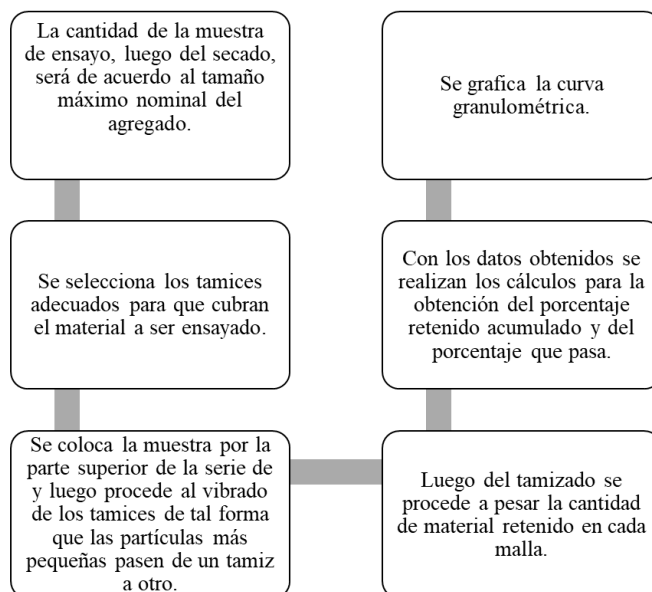 La cantidad de la muestra
de ensayo, luego del secado,
será de acuerdo al tamaño
máximo nominal del
agregado.
Se selecciona los tamices
adecuados para que cubran
el material a ser ensayado.
Se coloca la muestra por la
parte superior de la serie de
y luego procede al vibrado
de los tamices de tal forma
que las partículas más
pequeñas pasen de un tamiz
a otro.
Luego del tamizado se
procede a pesar la cantidad
de material retenido en cada
malla.
Con los datos obtenidos se
realizan los cálculos para la
obtención del porcentaje
retenido acumulado y del
porcentaje que pasa.
Se grafica la curva
granulométrica.